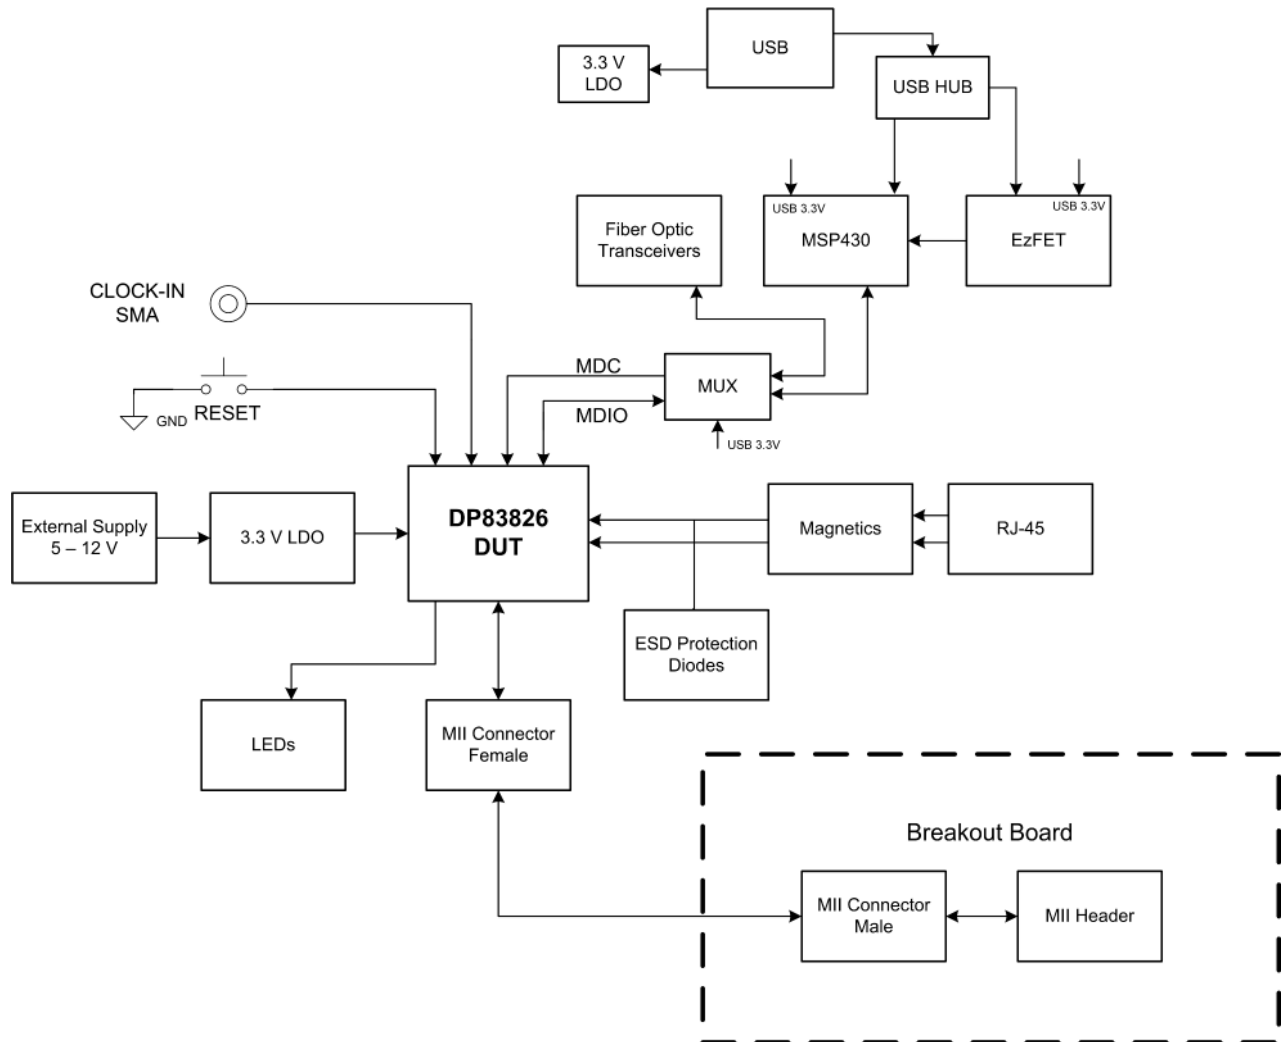 USB
3.3 V
LDO
USB HUB
USB 3.3V
MSP430
USB 3.3V
EzFET
Fiber Optic
Transceivers
CLOCK-IN
SMA
MDC
MUX
MDIO
USB 3.3V
GND
RESET
External Supply
5 – 12 V
3.3 V LDO
DP83826
DUT
Magnetics
RJ-45
ESD Protection
Diodes
LEDs
MII Connector
Female
Breakout Board
MII Connector
Male
MII Header